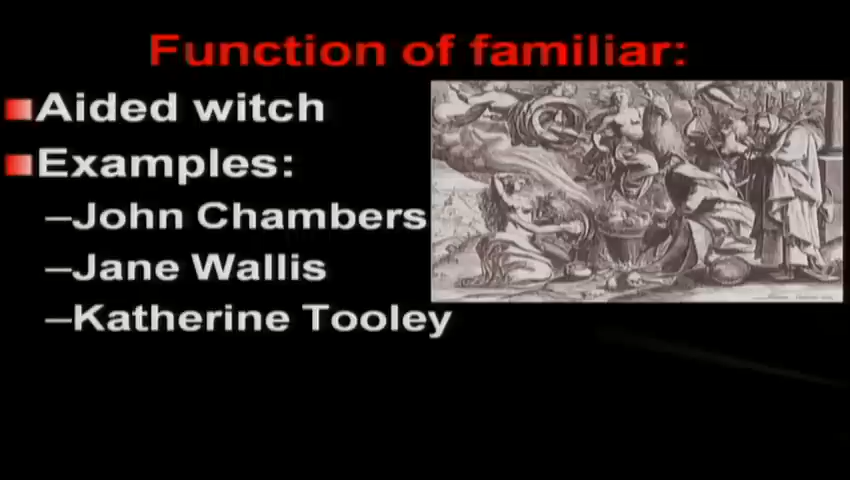 Function of familiar:
Aided witch
Examples:
–John Chambers
–Jane Wallis
–Katherine Tooley